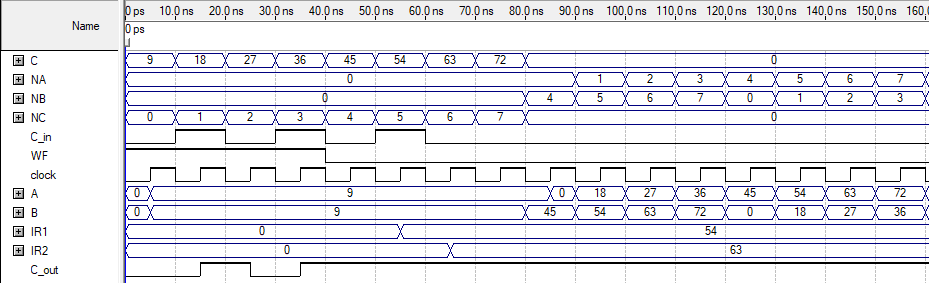 Name
0 ps 10.0 ns 20.0 ns 30.0 ns 40.0 ns 50.0 ns 60.0 ns 70.0 ns 80.0 ns 90.0 ns 100.0 ns 110.0 ns 120.0 ns 130.0 ns 140.0 ns 150.0 ns 160.0
0 ps
C 9 18 27 36 45 54 63 72 0
NA 0 1 2 3 4 5 6 7
NB 0 4 5 6 7 0 1 2 3
NC 0 1 2 3 4 5 6 7 0
C_in
WF
clock
A 0 9 0 18 27 36 45 54 63 72
B 0 9 45 54 63 72 0 18 27 36
IR1 0 54
IR2 0 63
C_out